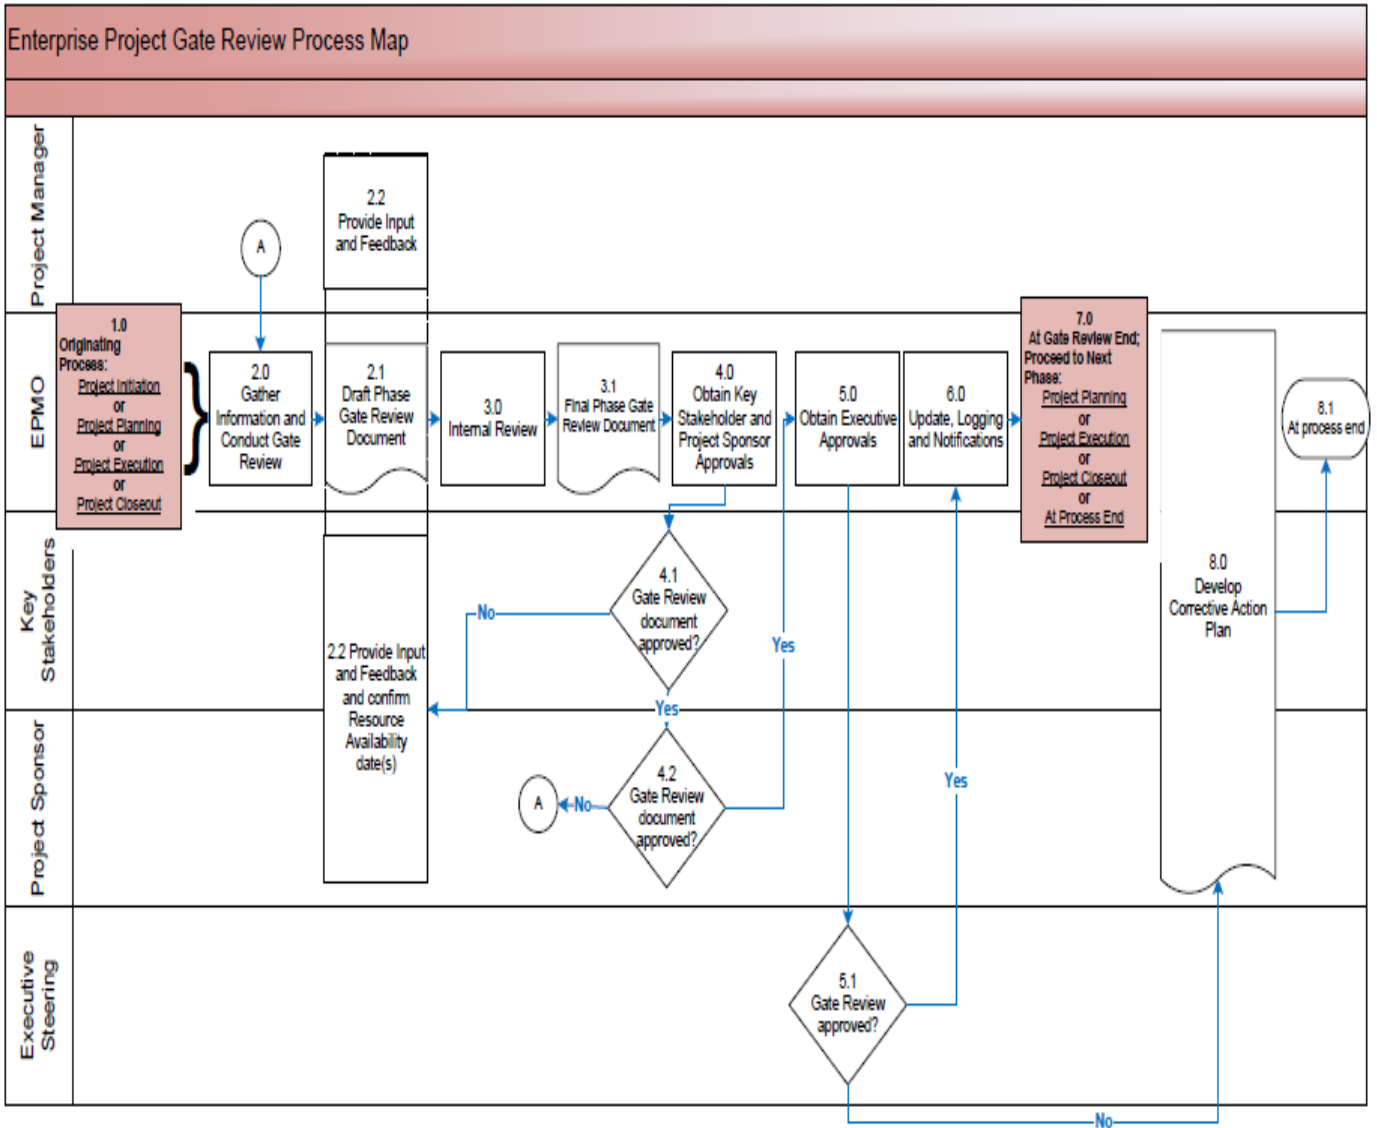 Enterprise Project Gate Review Process Map
Project Manager
A
2.2
Provide Input
and Feedback
EPMO
1.0
Originating
Process:
Project Initiation
or
Project Planning
or
Project Execution
or
Project Closeout
}
2.0
Gather
Information and
Conduct Gate
Review
2.1
Draft Phase
Gate Review
Document
3.0
Internal Review
3.1
Final Phase Gate
Review Document
4.0
Obtain Key
Stakeholder and
Project Sponsor
Approvals
5.0
Obtain Executive
Approvals
6.0
Update, Logging
and Notifications
7.0
At Gate Review End;
Proceed to Next
Phase:
Project Planning
or
Project Execution
or
Project Closeout
or
At Process End
8.1
At process end
Key
Stakeholders
4.1
Gate Review
document
approved?
No
Yes
Yes
2.2 Provide Input
and Feedback
and confirm
Resource
Availability
date(s)
8.0
Develop
Corrective Action
Plan
Project Sponsor
4.2
Gate Review
document
approved?
No
A
Yes
Executive
Steering
5.1
Gate Review
approved?
No